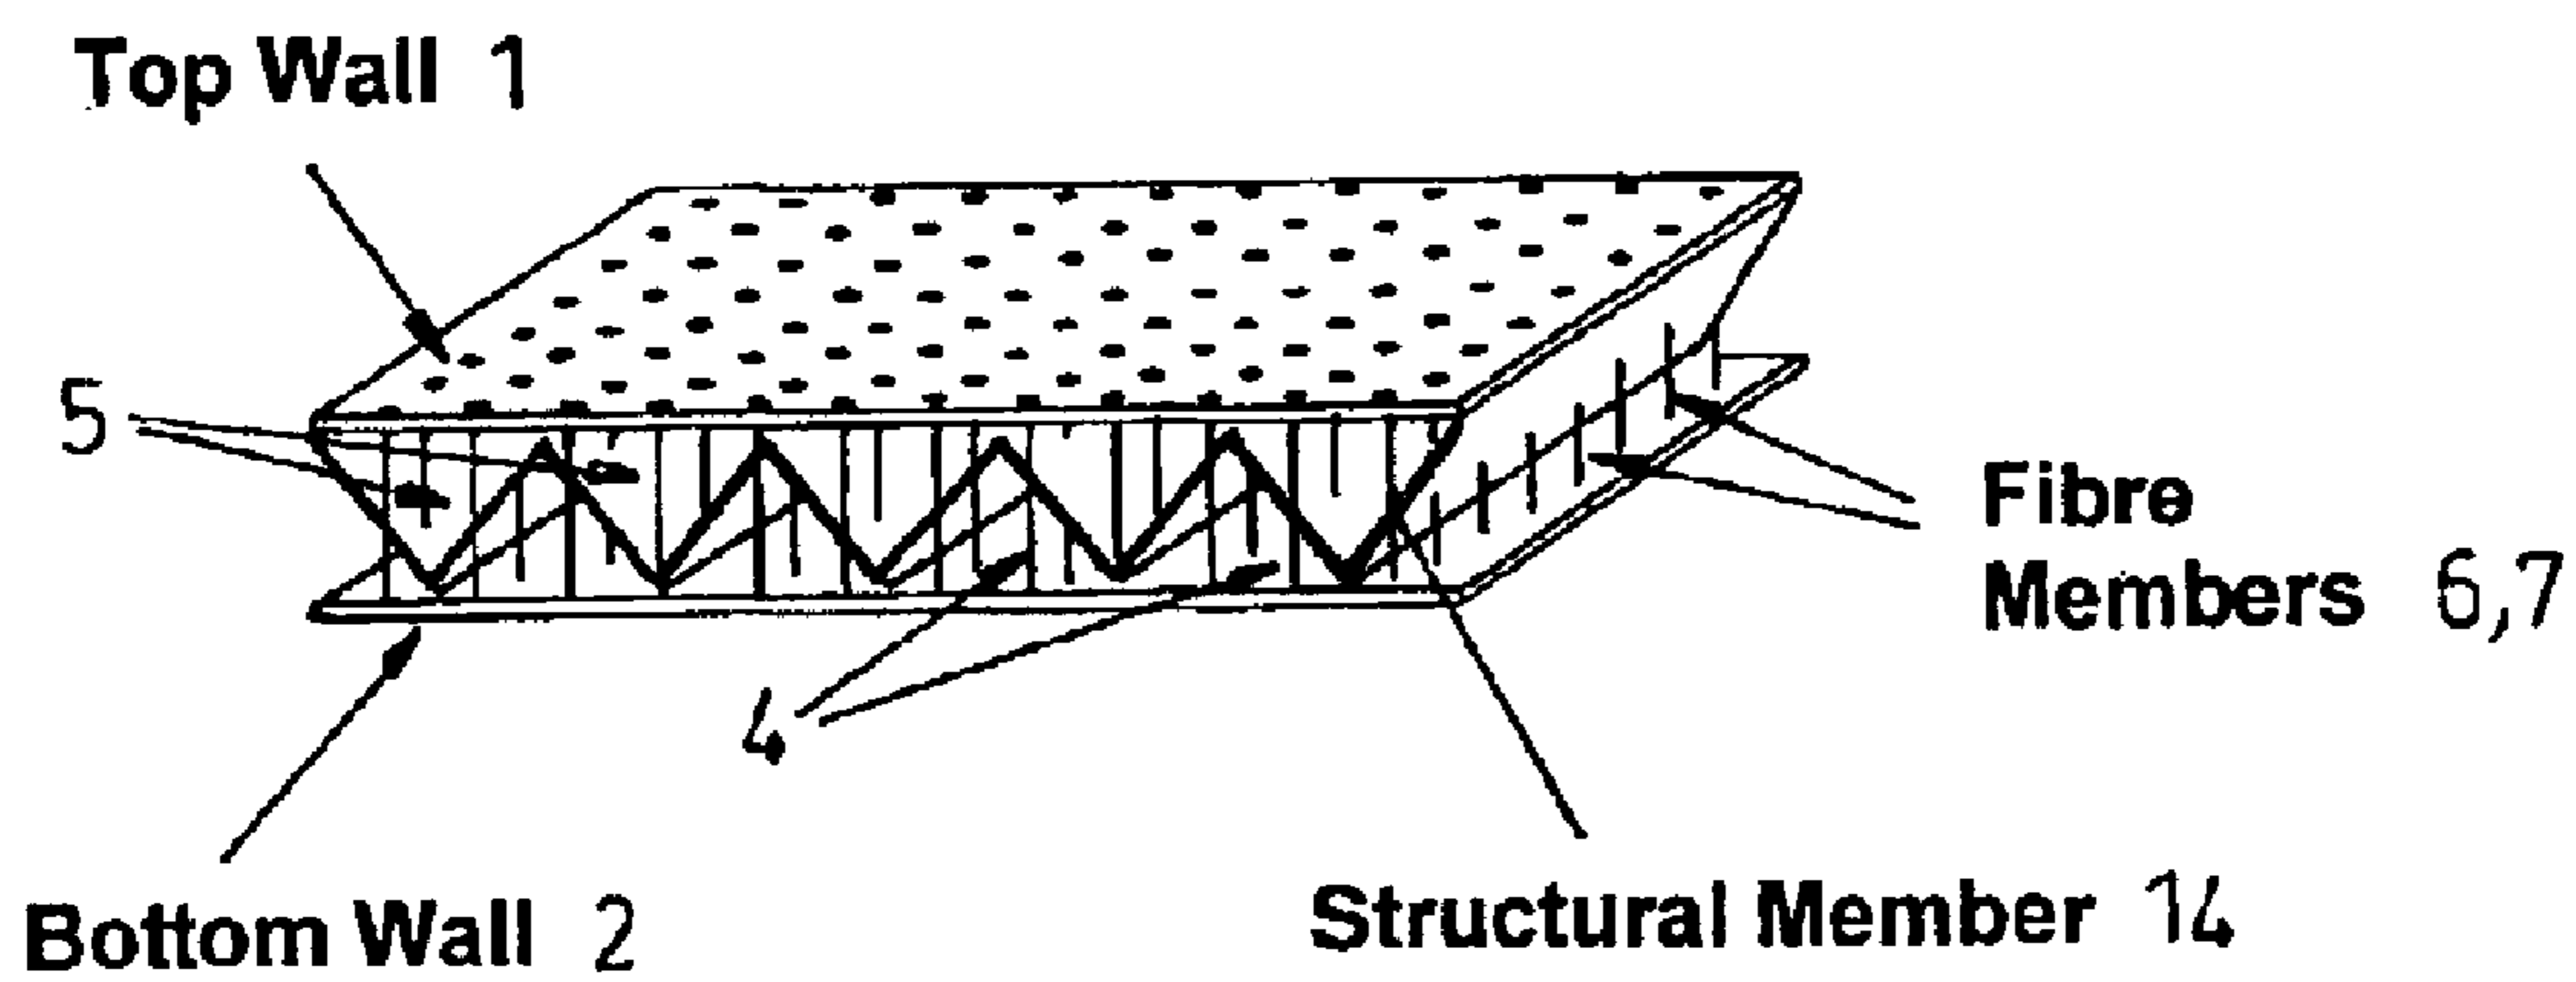 Top Wall 1
5
Fibre
Members 6,7
4
Structural Member 14
Bottom Wall 2